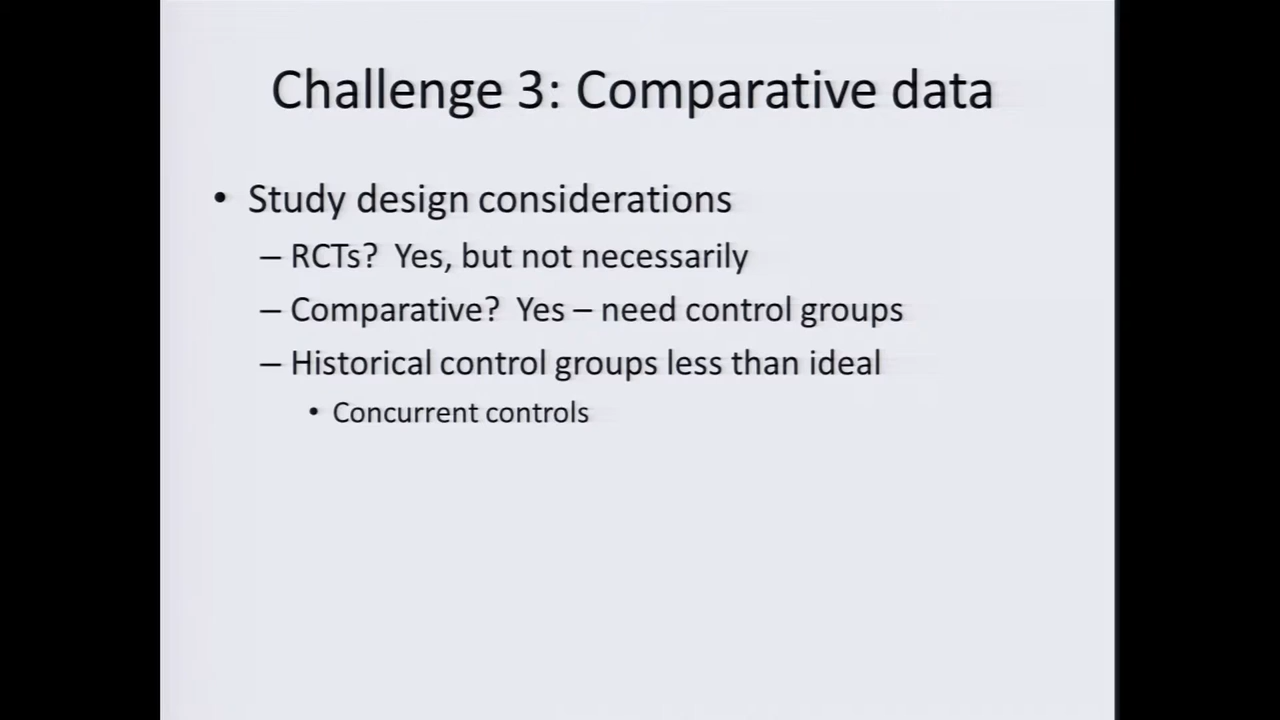 Challenge 3: Comparative data
• Study design considerations
– RCTs?  Yes, but not necessarily
– Comparative?  Yes – need control groups
– Historical control groups less than ideal
• Concurrent controls